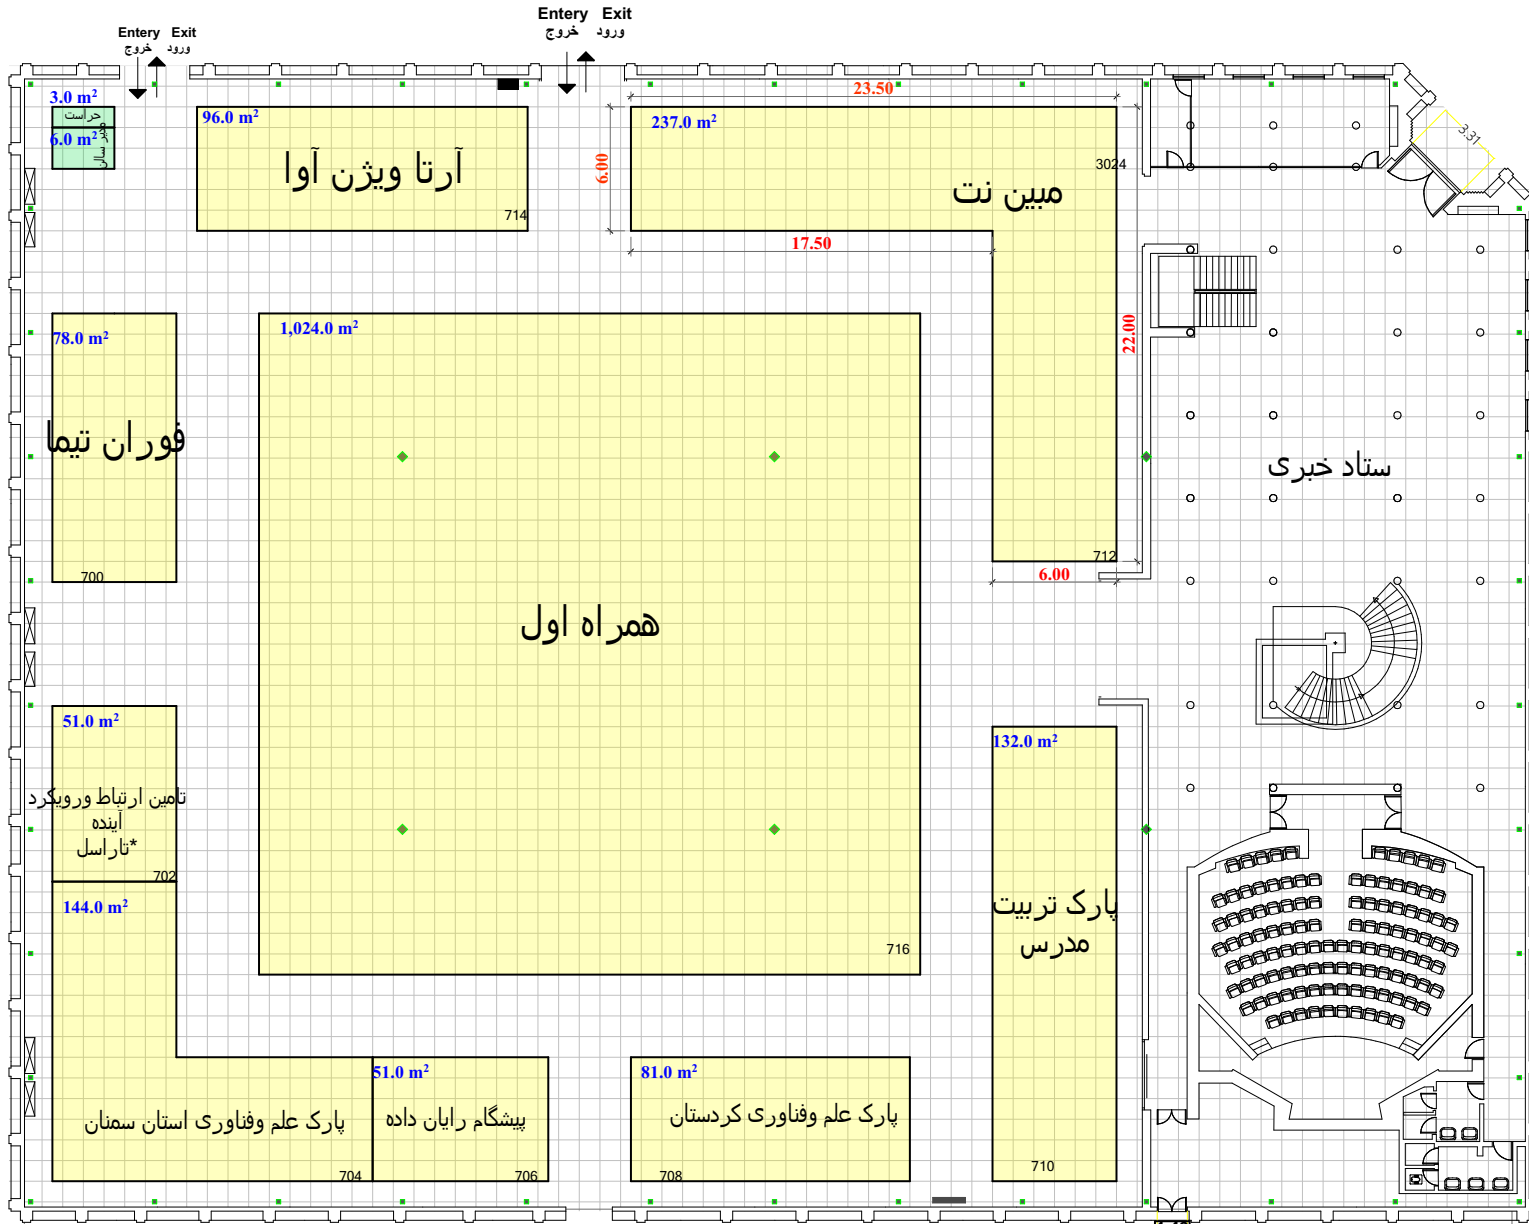 Entery Exit
خروج ورود
Entery Exit
خروج ورود
3.0 m²
حراست
6.0 m²
مدیر سالن
96.0 m²
آرتا ویژن آوا
714
23.50
237.0 m²
6.00
3024
مبین نت
17.50
22.00
712
6.00
3.31
78.0 m²
فوران تیما
700
1,024.0 m²
همراه اول
716
ستاد خبری
51.0 m²
تامین ارتباط ورویکرد
آینده
تاراسل*
702
144.0 m²
پارک علم وفناوری استان سمنان
704
51.0 m²
پیشگام رایان داده
706
81.0 m²
پارک علم وفناوری کردستان
708
132.0 m²
پارک تربیت
مدرس
710